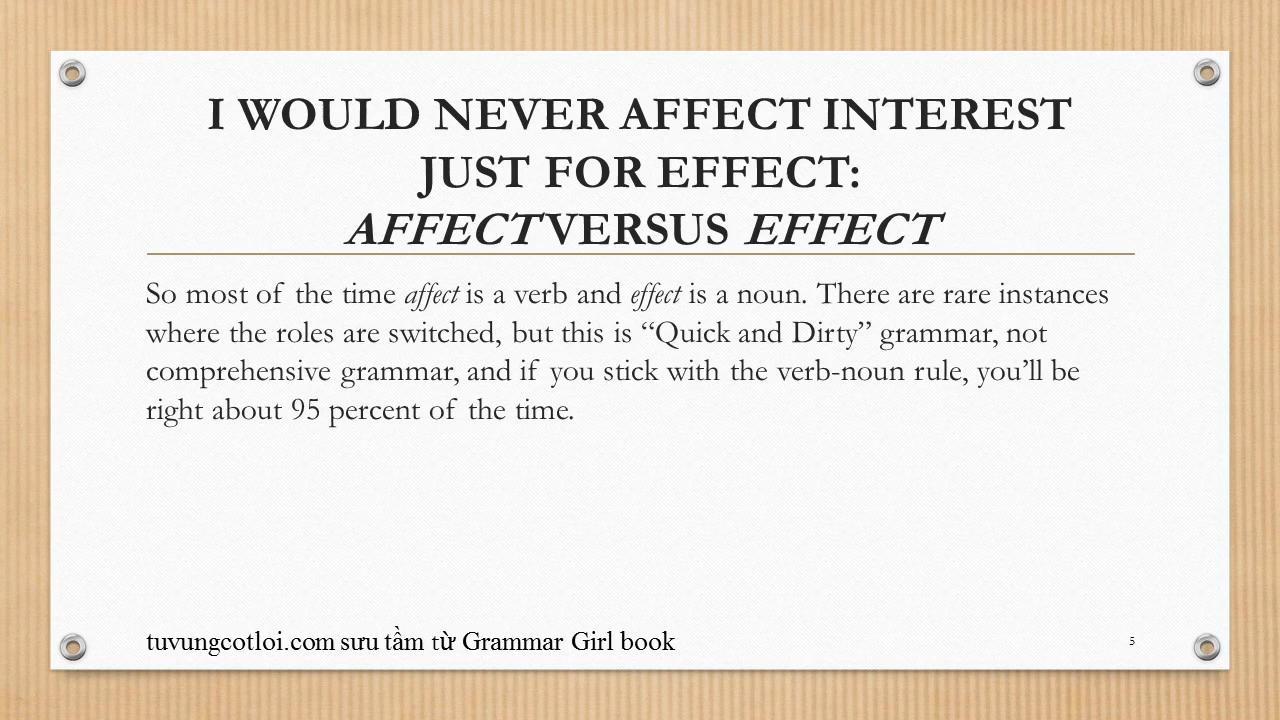 I WOULD NEVER AFFECT INTEREST
JUST FOR EFFECT:
AFFECT VERSUS EFFECT
So most of the time affect is a verb and effect is a noun. There are rare instances
where the roles are switched, but this is “Quick and Dirty” grammar, not
comprehensive grammar, and if you stick with the verb-noun rule, you’ll be
right about 95 percent of the time.
tuvungcotloi.com sưu tầm từ Grammar Girl book
5